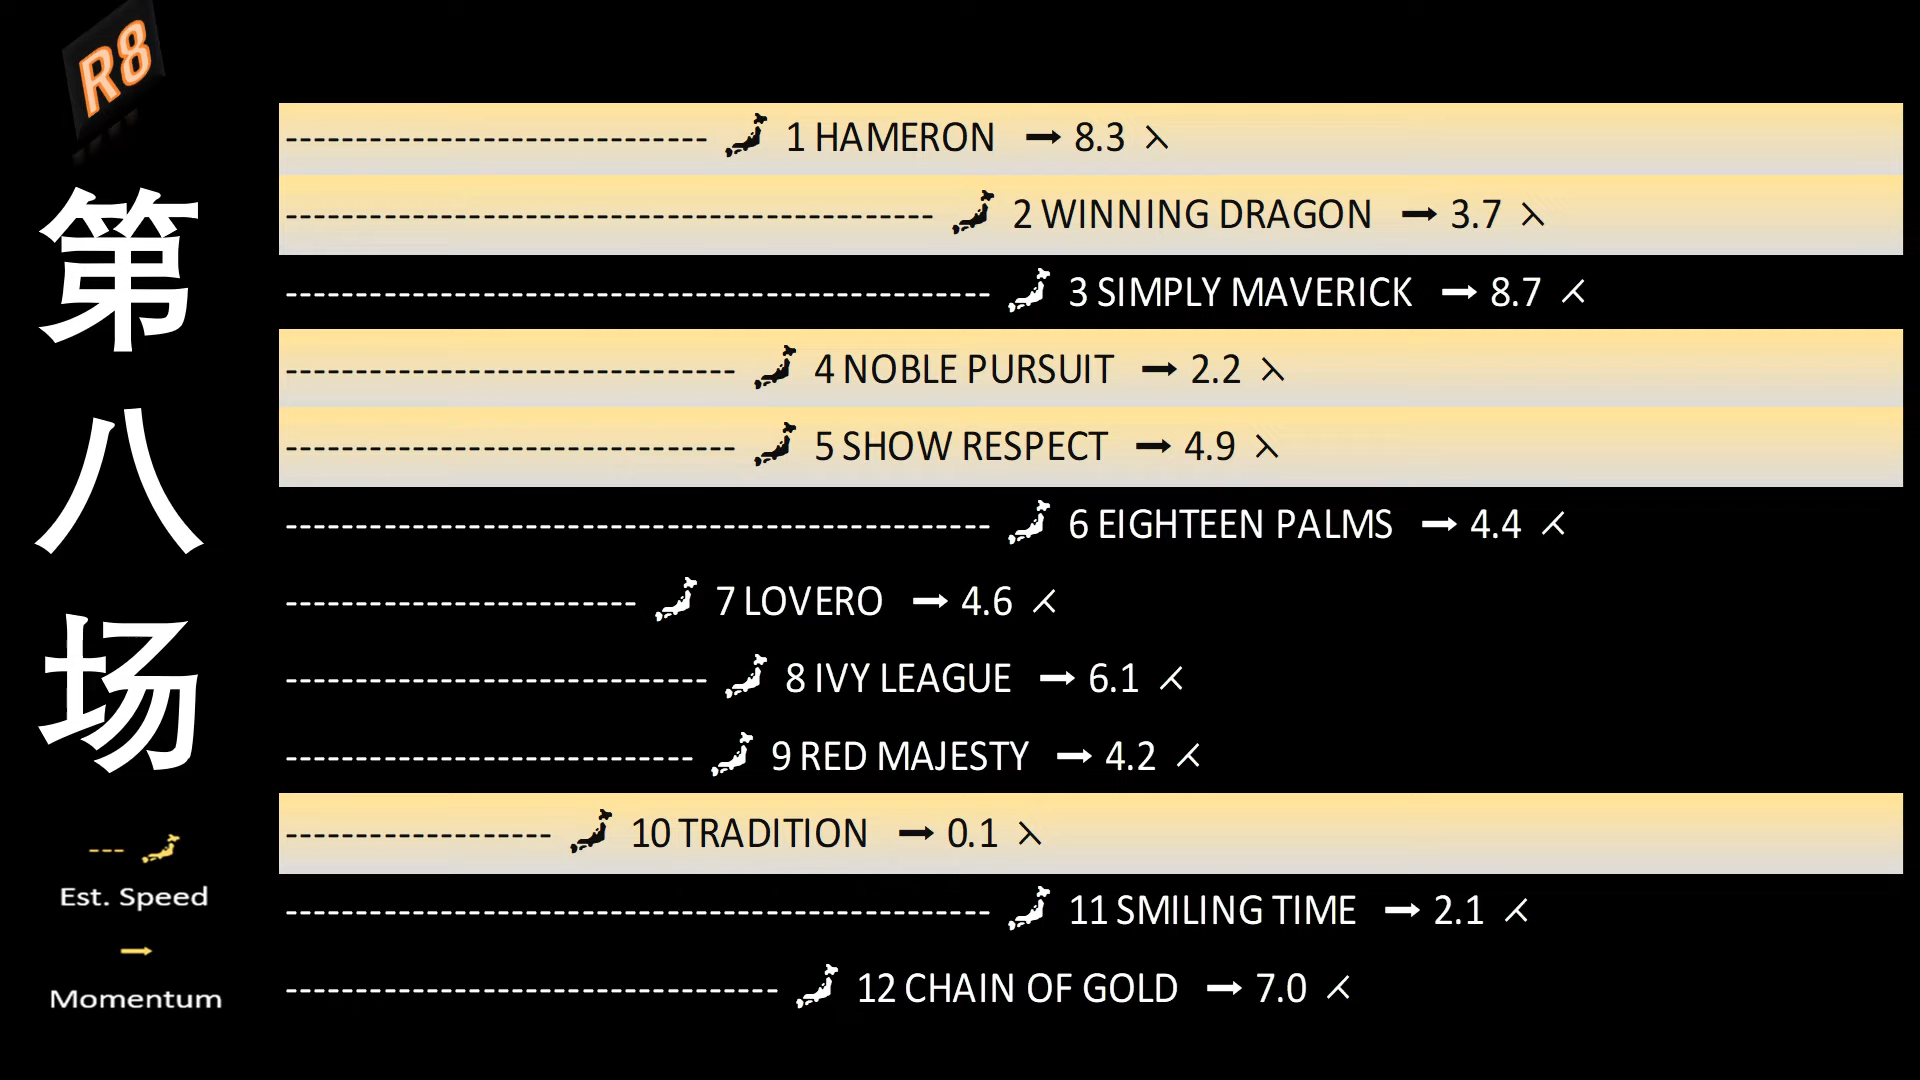 R8
第八场
1 HAMERON ➞ 8.3 ⋋
2 WINNING DRAGON ➞ 3.7 ⋋
3 SIMPLY MAVERICK ➞ 8.7 ⋌
4 NOBLE PURSUIT ➞ 2.2 ⋋
5 SHOW RESPECT ➞ 4.9 ⋋
6 EIGHTEEN PALMS ➞ 4.4 ⋌
7 LOVERO ➞ 4.6 ⋌
8 IVY LEAGUE ➞ 6.1 ⋌
9 RED MAJESTY ➞ 4.2 ⋌
10 TRADITION ➞ 0.1 ⋋
11 SMILING TIME ➞ 2.1 ⋌
12 CHAIN OF GOLD ➞ 7.0 ⋌
Est. Speed
Momentum